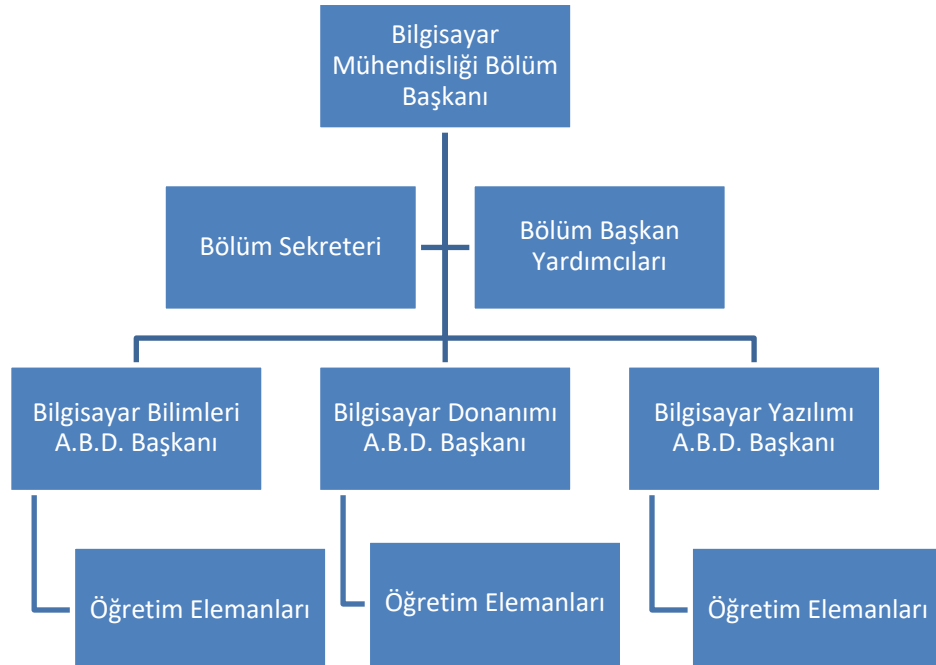 Bilgisayar
Mühendisliği Bölüm
Başkanı
Bölüm Sekreteri
Bölüm Başkan
Yardımcıları
Bilgisayar Bilimleri
A.B.D. Başkanı
Bilgisayar Donanımı
A.B.D. Başkanı
Bilgisayar Yazılımı
A.B.D. Başkanı
Öğretim Elemanları
Öğretim Elemanları
Öğretim Elemanları